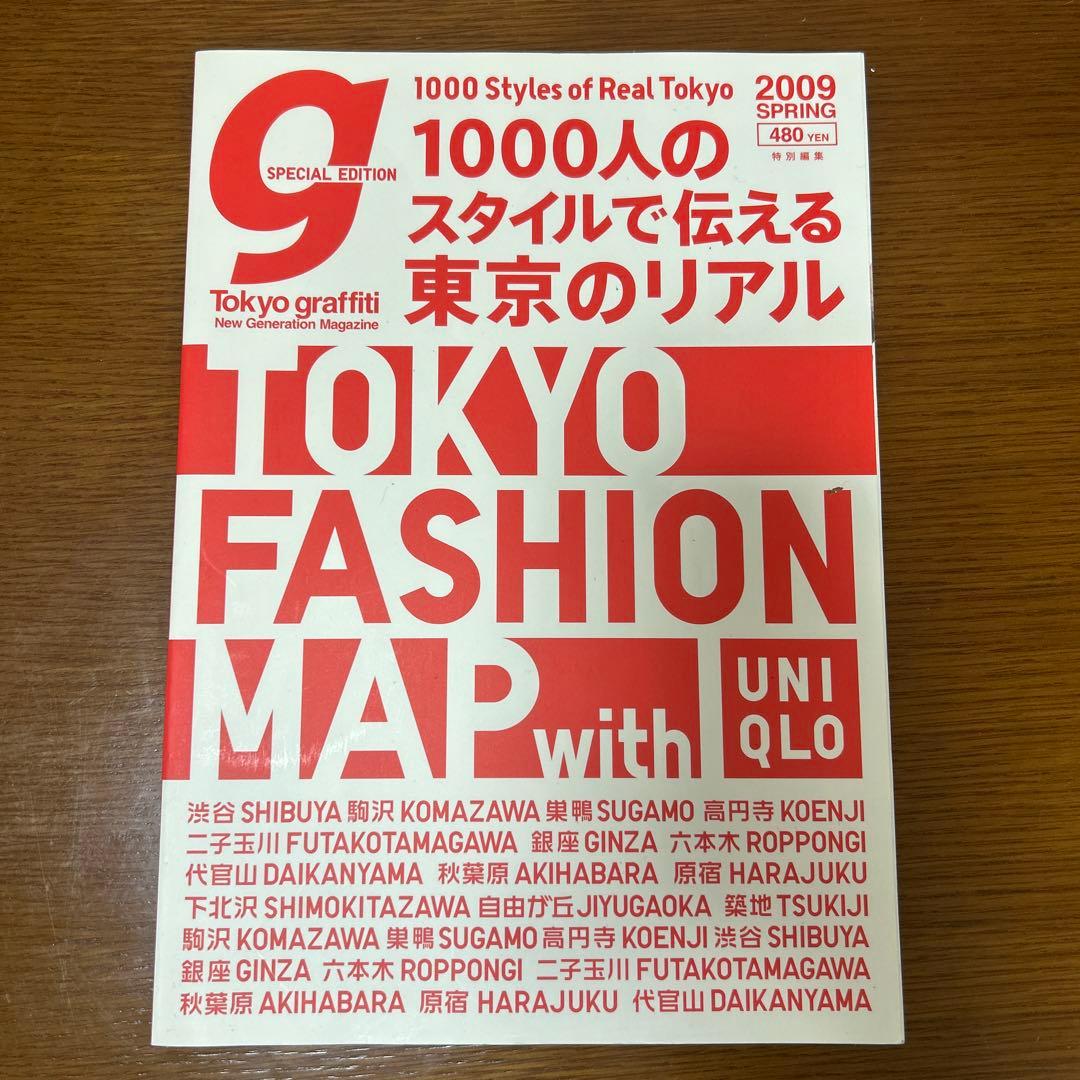 g
SPECIAL EDITION
Tokyo graffiti
New Generation Magazine
1000 Styles of Real Tokyo
1000人の
スタイルで伝える
東京のリアル
2009
SPRING
480 YEN
特別編集
TOKYO
FASHION
MAP with
UNI
QLO
渋谷 SHIBUYA 駒沢 KOMAZAWA 巣鴨 SUGAMO 高円寺 KOENJI
二子玉川 FUTAKOTAMAGAWA 銀座 GINZA 六本木 ROPPONGI
代官山 DAIKANYAMA 秋葉原 AKIHABARA 原宿 HARAJUKU
下北沢 SHIMOKITAZAWA 自由が丘 JIYUGAOKA 築地 TSUKIJI
駒沢 KOMAZAWA 巣鴨 SUGAMO 高円寺 KOENJI 渋谷 SHIBUYA
銀座 GINZA 六本木 ROPPONGI 二子玉川 FUTAKOTAMAGAWA
秋葉原 AKIHABARA 原宿 HARAJUKU 代官山 DAIKANYAMA